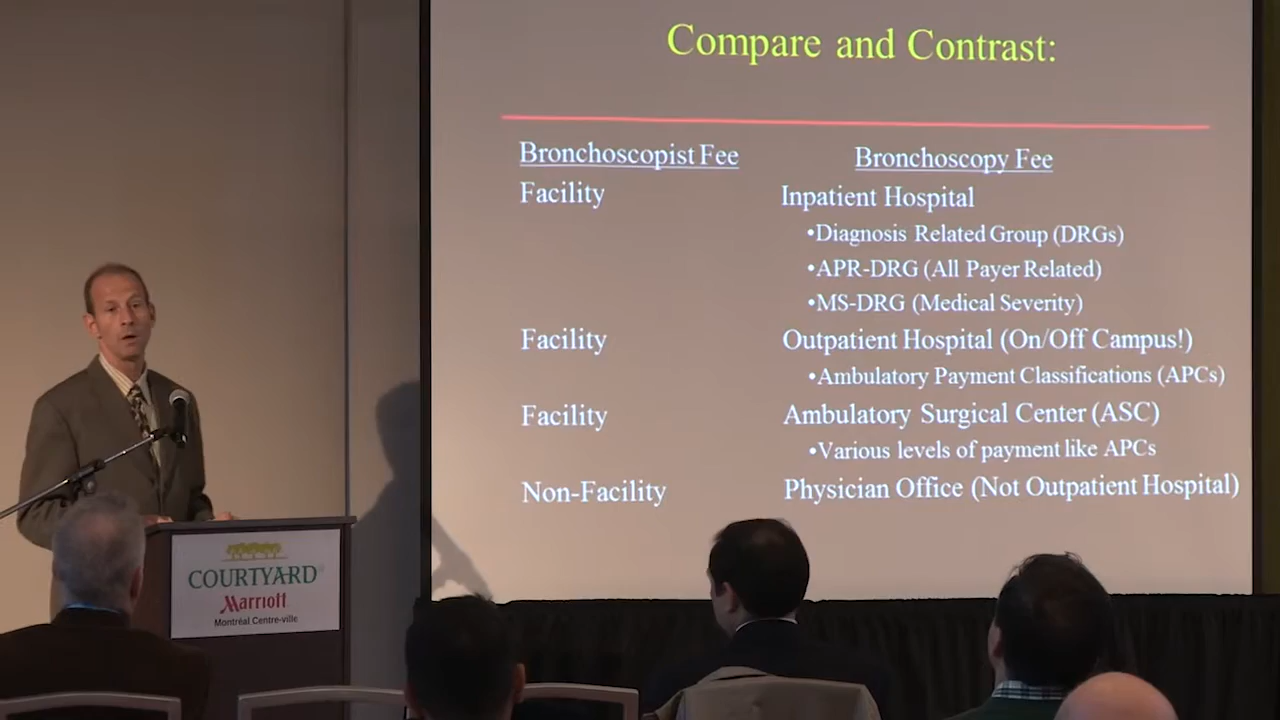 Compare and Contrast:
Bronchoscopist Fee Bronchoscopy Fee
Facility Inpatient Hospital
•Diagnosis Related Group (DRGs)
•APR-DRG (All Payer Related)
•MS-DRG (Medical Severity)
Facility Outpatient Hospital (On/Off Campus!)
•Ambulatory Payment Classifications (APCs)
Facility Ambulatory Surgical Center (ASC)
•Various levels of payment like APCs
Non-Facility Physician Office (Not Outpatient Hospital)
COURTYARD®
Marriott
Montréal Centre-ville